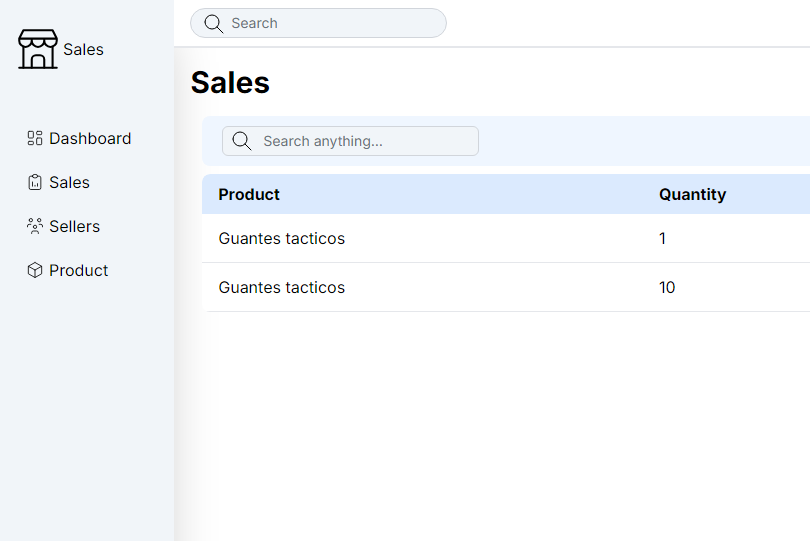 Search
Sales
Sales
Search anything...
Dashboard
Sales
Sellers
Product
Product Quantity
Guantes tacticos 1
Guantes tacticos 10